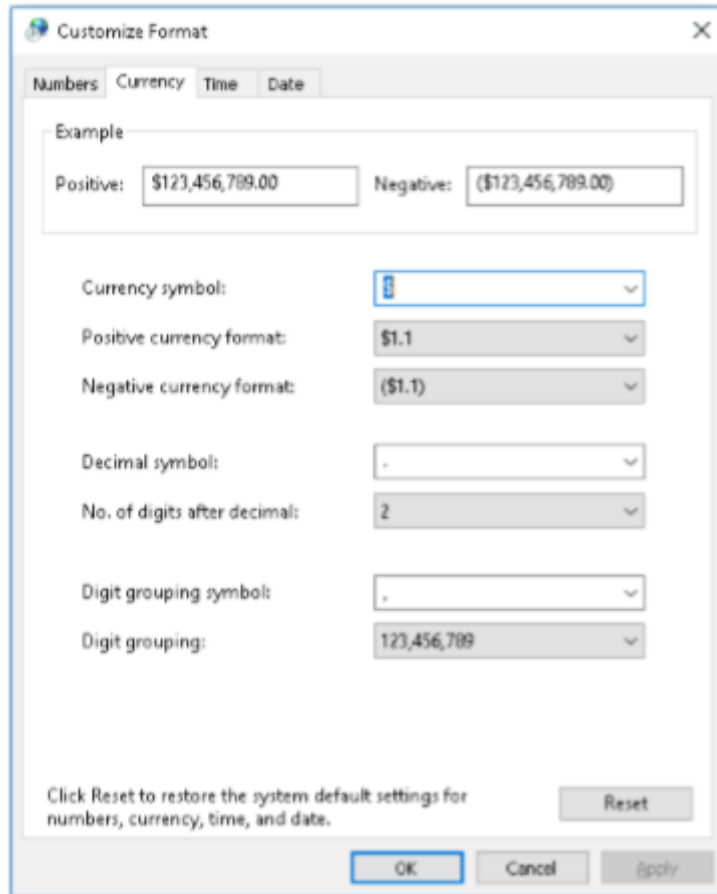 Customize Format
Numbers Currency Time Date
Example
Positive: $123,456,789.00 Negative: ($123,456,789.00)
Currency symbol: $
Positive currency format: $1.1
Negative currency format: ($1.1)
Decimal symbol: .
No. of digits after decimal: 2
Digit grouping symbol: ,
Digit grouping: 123,456,789
Click Reset to restore the system default settings for
numbers, currency, time, and date.
Reset
OK Cancel Apply